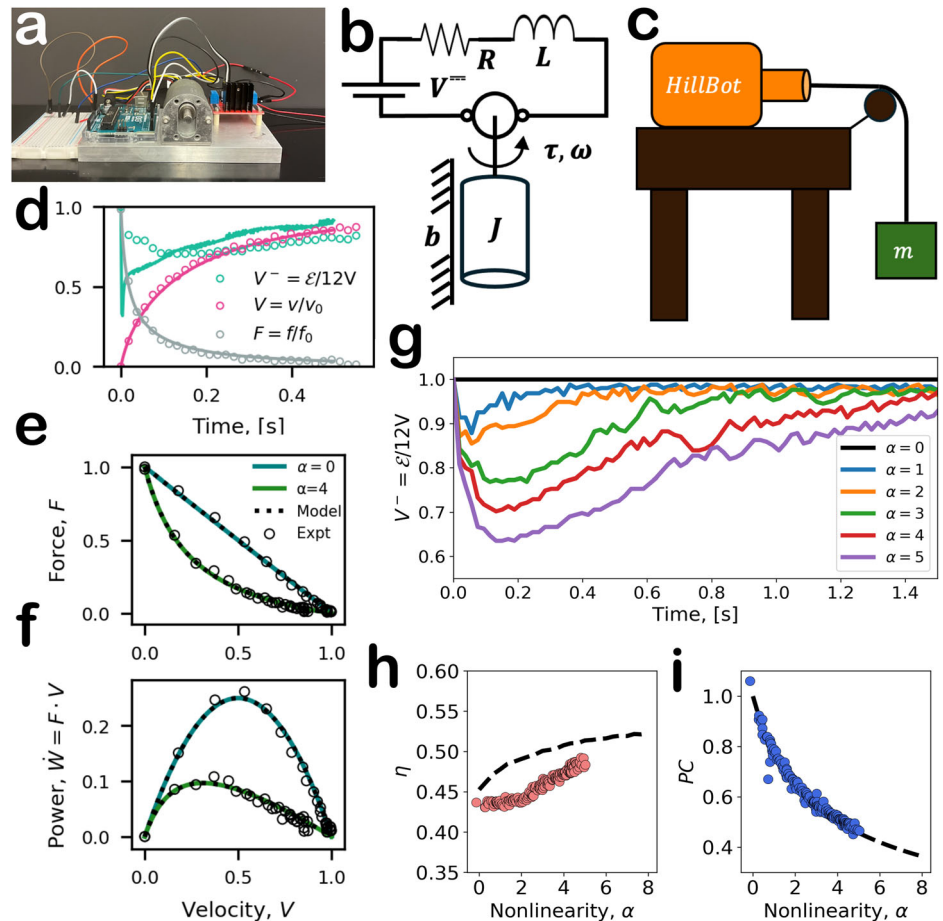 a
b
R
L
V
τ, ω
b
J
c
HillBot
m
d
1.0
0.5
0.0
0.0
0.2
0.4
Time, [s]
V⁻ = ℰ/12V
V = v/v₀
F = f/f₀
e
1.0
0.5
0.0
Force, F
α = 0
α=4
Model
Expt
0.0
0.5
1.0
f
0.2
0.1
0.0
Power, Ẇ = F · V
0.0
0.5
1.0
Velocity, V
g
1.0
0.9
0.8
0.7
0.6
V⁻ = ℰ/12V
α = 0
α = 1
α = 2
α = 3
α = 4
α = 5
0.0
0.2
0.4
0.6
0.8
1.0
1.2
1.4
Time, [s]
h
0.60
0.55
0.50
0.45
0.40
η
0
2
4
6
8
Nonlinearity, α
i
1.0
0.8
0.6
0.4
PC
0
2
4
6
8
Nonlinearity, α